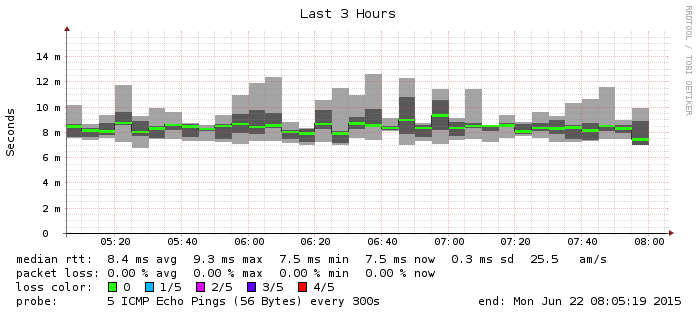 Last 3 Hours
RRDTOOL / TOBI OETIKER
Seconds
14 m
12 m
10 m
8 m
6 m
4 m
2 m
0
05:20 05:40 06:00 06:20 06:40 07:00 07:20 07:40 08:00
median rtt: 8.4 ms avg 9.3 ms max 7.5 ms min 7.5 ms now 0.3 ms sd 25.5 am/s
packet loss: 0.00 % avg 0.00 % max 0.00 % min 0.00 % now
loss color: 0 1/5 2/5 3/5 4/5
probe: 5 ICMP Echo Pings (56 Bytes) every 300s end: Mon Jun 22 08:05:19 2015